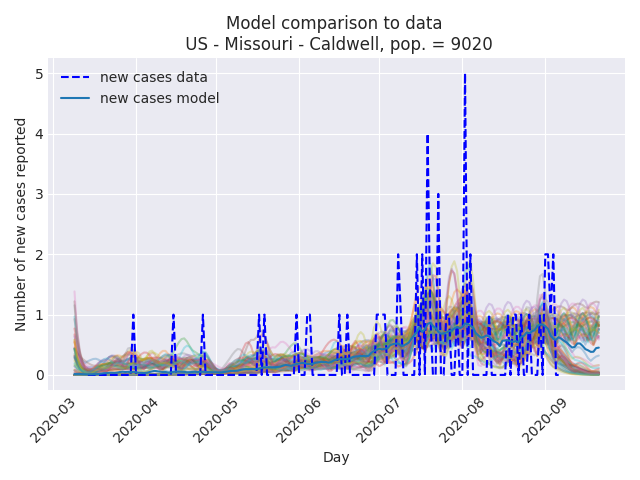 Model comparison to data
US - Missouri - Caldwell, pop. = 9020
new cases data
new cases model
Number of new cases reported
5
4
3
2
1
0
2020-03
2020-04
2020-05
2020-06
2020-07
2020-08
2020-09
Day